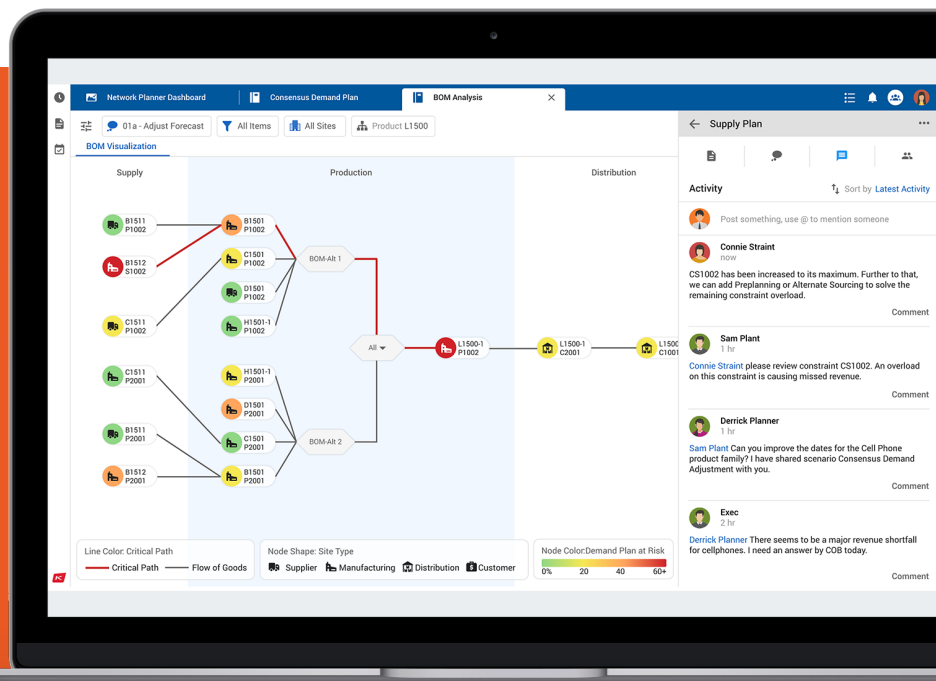 Network Planner Dashboard
Consensus Demand Plan
BOM Analysis
01a - Adjust Forecast
All Items
All Sites
Product L1500
BOM Visualization
Supply
Production
Distribution
B1511
P1002
B1512
S1002
C1511
P1002
C1511
P2001
B1511
P2001
B1512
P2001
B1501
P1002
C1501
P1002
D1501
P1002
H1501-1
P1002
H1501-1
P2001
D1501
P2001
C1501
P2001
B1501
P2001
BOM-Alt 1
BOM-Alt 2
All
L1500-1
P1002
L1500-1
C2001
L1500
C1001
Line Color: Critical Path
Critical Path
Flow of Goods
Node Shape: Site Type
Supplier
Manufacturing
Distribution
Customer
Node Color:Demand Plan at Risk
0%
20
40
60+
Supply Plan
Activity
Sort by Latest Activity
Post something, use @ to mention someone
Connie Straint
now
CS1002 has been increased to its maximum. Further to that,
we can add Preplanning or Alternate Sourcing to solve the
remaining constraint overload.
Comment
Sam Plant
1 hr
Connie Straint please review constraint CS1002. An overload
on this constraint is causing missed revenue.
Comment
Derrick Planner
1 hr
Sam Plant Can you improve the dates for the Cell Phone
product family? I have shared scenario Consensus Demand
Adjustment with you.
Comment
Exec
2 hr
Derrick Planner There seems to be a major revenue shortfall
for cellphones. I need an answer by COB today.
Comment